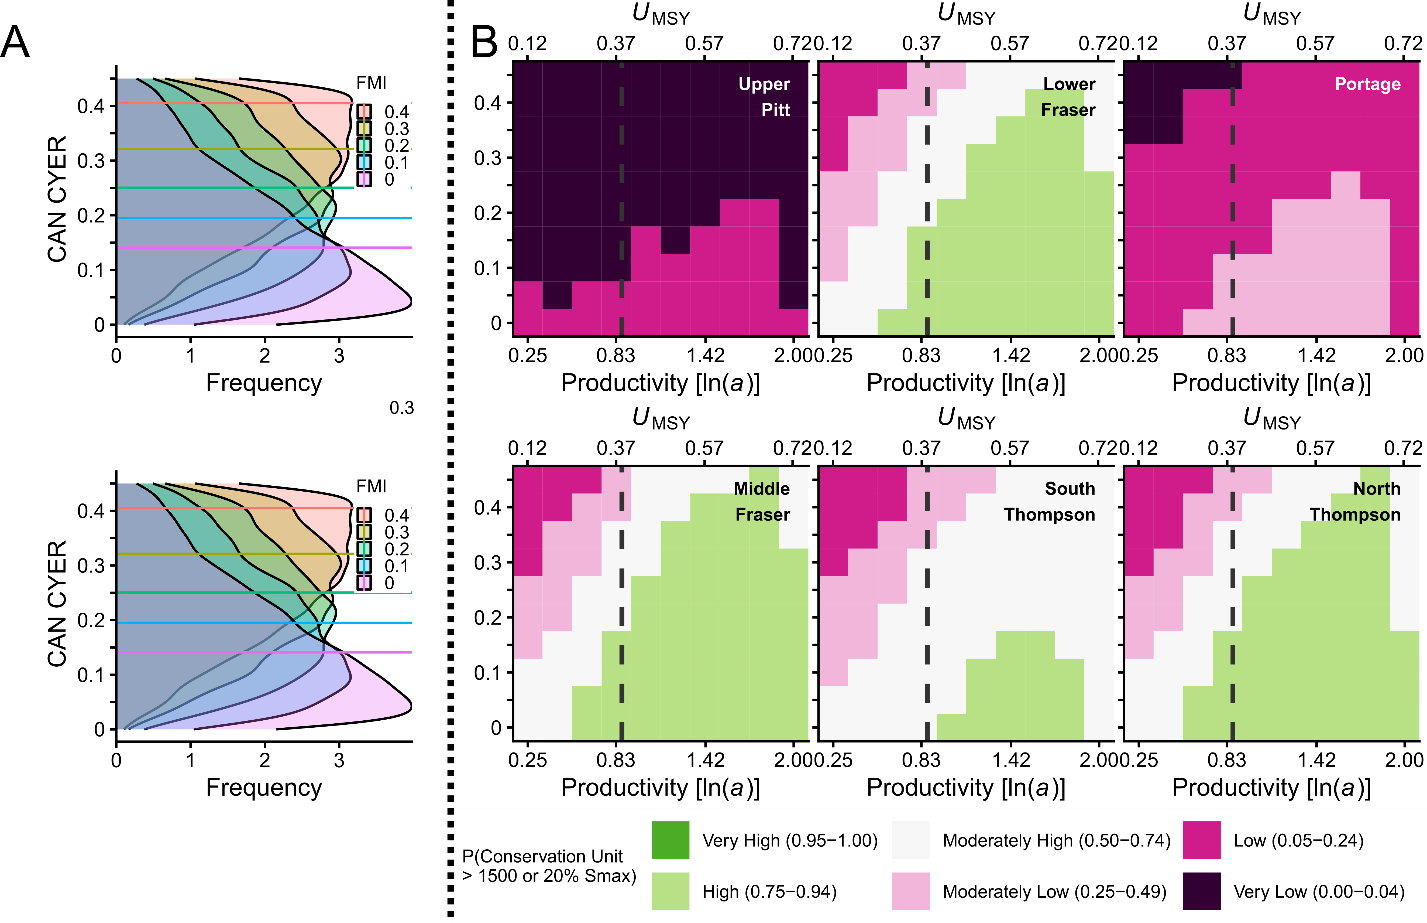 A
FMI
0.4
0.3
0.2
0.1
0
CAN CYER
0.4
0.3
0.2
0.1
0
0 1 2 3
Frequency
0.3
FMI
0.4
0.3
0.2
0.1
0
CAN CYER
0.4
0.3
0.2
0.1
0
0 1 2 3
Frequency
B
UMSY UMSY UMSY
0.12 0.37 0.57 0.72 0.12 0.37 0.57 0.72 0.12 0.37 0.57 0.72
Upper
Pitt
Lower
Fraser
Portage
0.4
0.3
0.2
0.1
0
0.25 0.83 1.42 2.00 0.25 0.83 1.42 2.00 0.25 0.83 1.42 2.00
Productivity [ln(a)] Productivity [ln(a)] Productivity [ln(a)]
UMSY UMSY UMSY
0.12 0.37 0.57 0.72 0.12 0.37 0.57 0.72 0.12 0.37 0.57 0.72
Middle
Fraser
South
Thompson
North
Thompson
0.4
0.3
0.2
0.1
0
0.25 0.83 1.42 2.00 0.25 0.83 1.42 2.00 0.25 0.83 1.42 2.00
Productivity [ln(a)] Productivity [ln(a)] Productivity [ln(a)]
P(Conservation Unit
> 1500 or 20% Smax)
Very High (0.95−1.00)
High (0.75−0.94)
Moderately High (0.50−0.74)
Moderately Low (0.25−0.49)
Low (0.05−0.24)
Very Low (0.00−0.04)